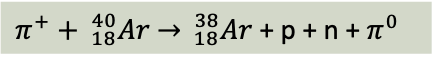 π⁺ + ⁴⁰₁₈Ar → ³⁸₁₈Ar + p + n + π⁰